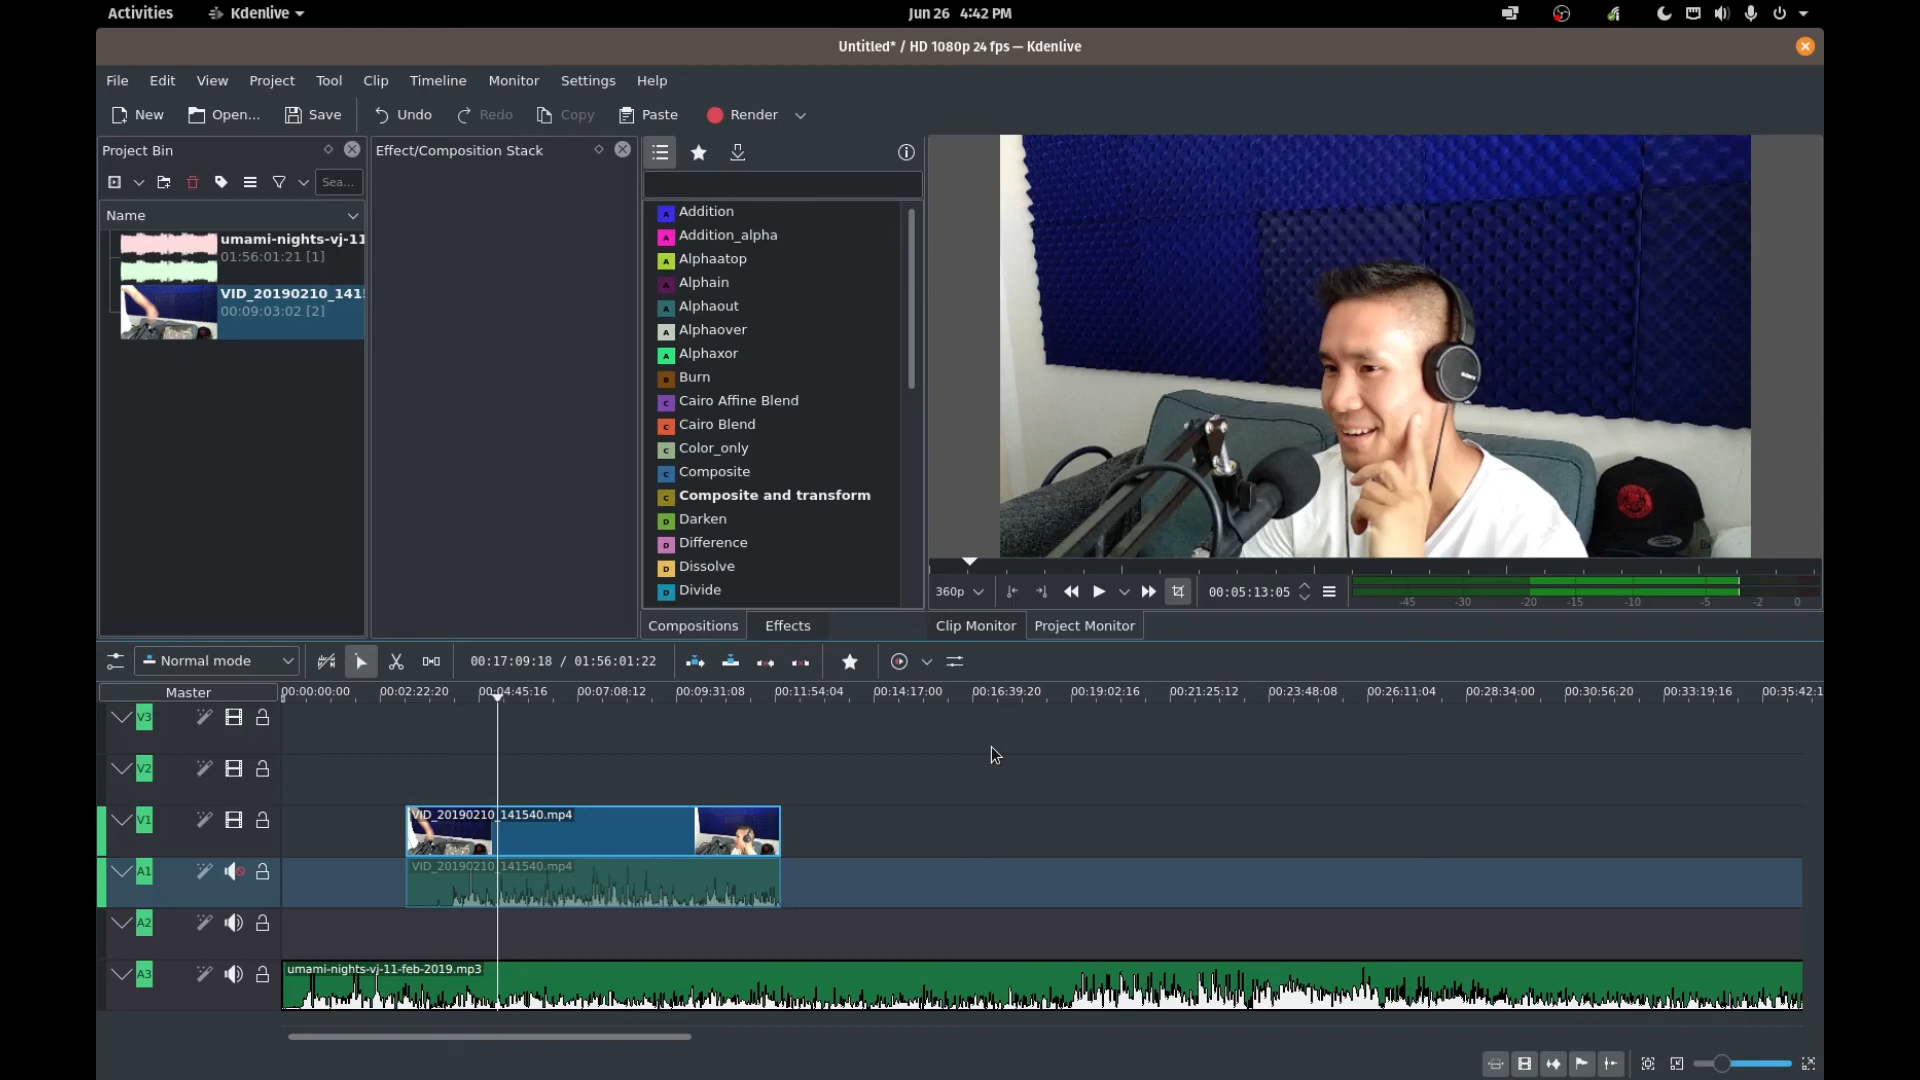 Activities Kdenlive Jun 26 4:42 PM
Untitled* / HD 1080p 24 fps — Kdenlive
File Edit View Project Tool Clip Timeline Monitor Settings Help
New Open... Save Undo Redo Copy Paste Render
Project Bin
Sea...
Name
umami-nights-vj-11
01:56:01:21 [1]
VID_20190210_141
00:09:03:02 [2]
Effect/Composition Stack
A Addition
A Addition_alpha
A Alphaatop
A Alphain
A Alphaout
A Alphaover
A Alphaxor
B Burn
C Cairo Affine Blend
C Cairo Blend
C Color_only
C Composite
C Composite and transform
D Darken
D Difference
D Dissolve
D Divide
Compositions Effects
SONY
360p 00:05:13:05
-45 -30 -20 -15 -10 -5 -2 0
Clip Monitor Project Monitor
Normal mode 00:17:09:18 / 01:56:01:22
Master 00:00:00:00 00:02:22:20 00:04:45:16 00:07:08:12 00:09:31:08 00:11:54:04 00:14:17:00 00:16:39:20 00:19:02:16 00:21:25:12 00:23:48:08 00:26:11:04 00:28:34:00 00:30:56:20 00:33:19:16 00:35:42:1
V3
V2
V1 VID_20190210_141540.mp4
A1 VID_20190210_141540.mp4
A2
A3 umami-nights-vj-11-feb-2019.mp3